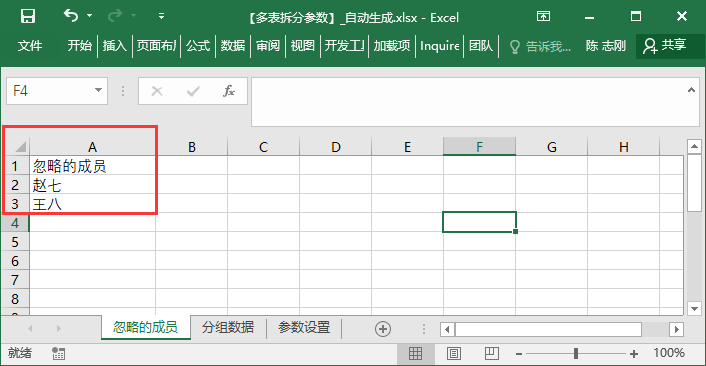 【多表拆分参数】_自动生成.xlsx - Excel
文件 开始 插入 页面布局 公式 数据 审阅 视图 开发工具 加载项 Inquire 团队 告诉我... 陈 志刚 共享
F4 fx
A B C D E F G H
1 忽略的成员
2 赵七
3 王八
4
5
6
7
8
忽略的成员 分组数据 参数设置
就绪 100%